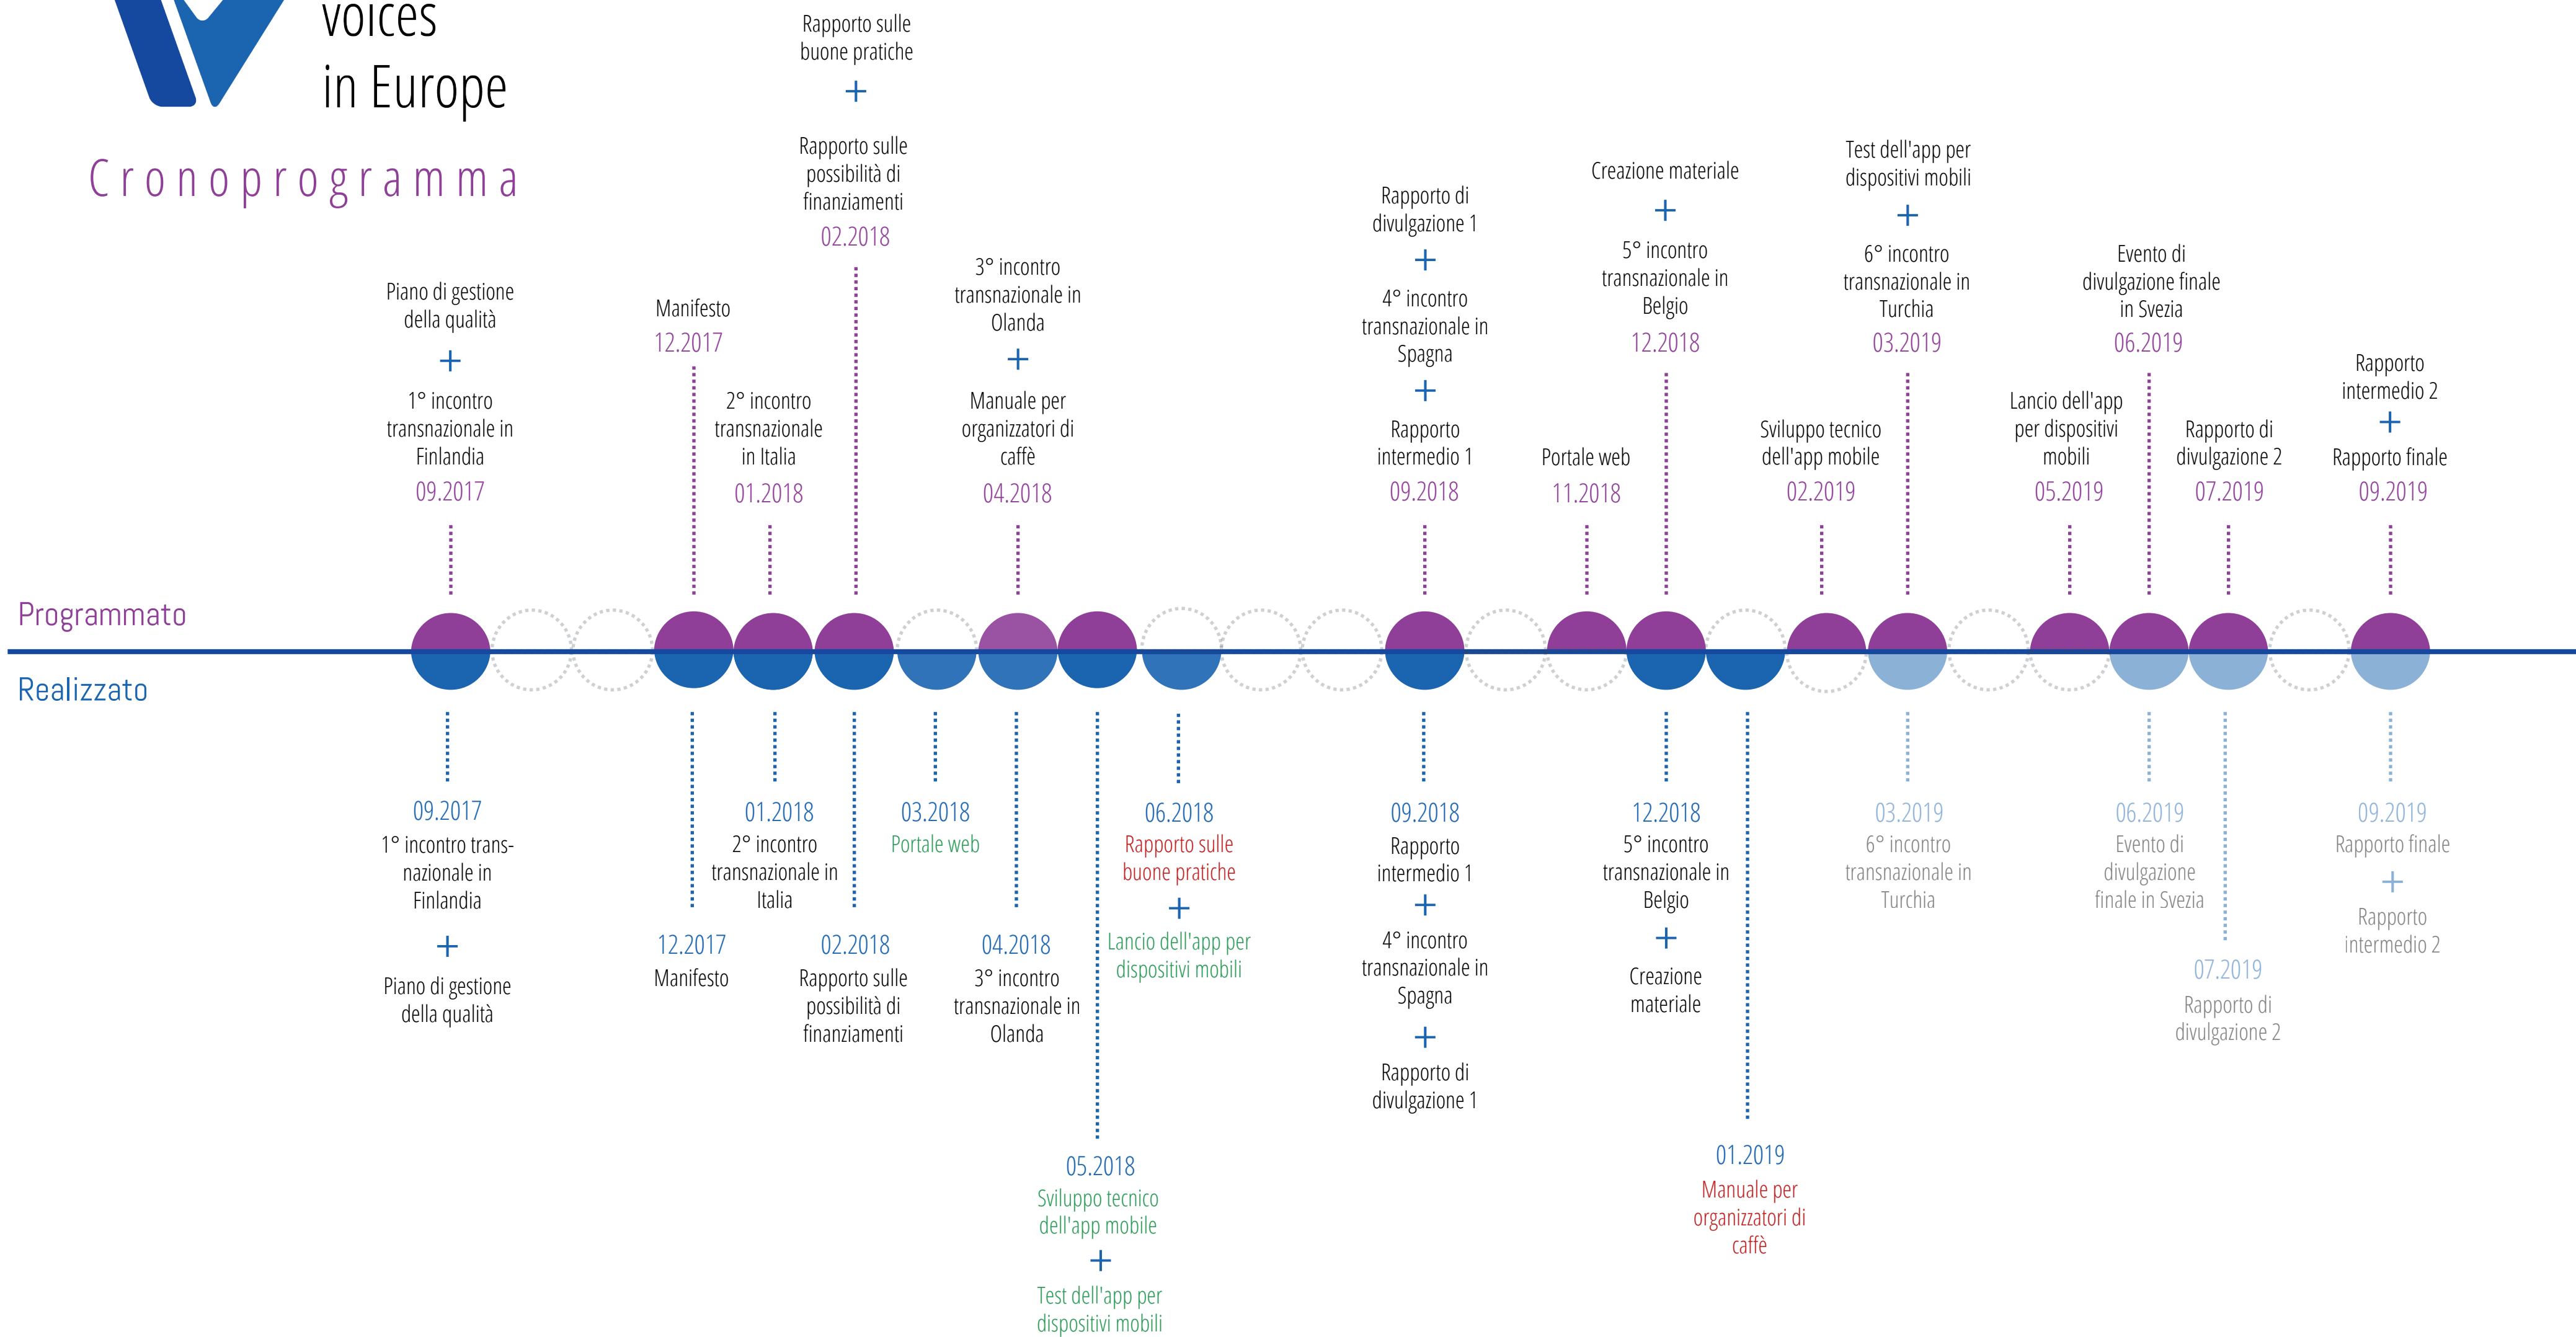 voices
in Europe
Cronoprogramma
Rapporto sulle
buone pratiche
+
Rapporto sulle
possibilità di
finanziamenti
02.2018
Piano di gestione
della qualità
+
1° incontro
transnazionale in
Finlandia
09.2017
Manifesto
12.2017
2° incontro
transnazionale
in Italia
01.2018
3° incontro
transnazionale in
Olanda
+
Manuale per
organizzatori di
caffè
04.2018
Rapporto di
divulgazione 1
+
4° incontro
transnazionale in
Spagna
+
Rapporto
intermedio 1
09.2018
Portale web
11.2018
Creazione materiale
+
5° incontro
transnazionale in
Belgio
12.2018
Sviluppo tecnico
dell'app mobile
02.2019
Test dell'app per
dispositivi mobili
+
6° incontro
transnazionale in
Turchia
03.2019
Lancio dell'app
per dispositivi
mobili
05.2019
Evento di
divulgazione finale
in Svezia
06.2019
Rapporto di
divulgazione 2
07.2019
Rapporto
intermedio 2
+
Rapporto finale
09.2019
Programmato
Realizzato
09.2017
1° incontro trans-
nazionale in
Finlandia
+
Piano di gestione
della qualità
12.2017
Manifesto
01.2018
2° incontro
transnazionale in
Italia
02.2018
Rapporto sulle
possibilità di
finanziamenti
03.2018
Portale web
04.2018
3° incontro
transnazionale in
Olanda
05.2018
Sviluppo tecnico
dell'app mobile
+
Test dell'app per
dispositivi mobili
06.2018
Rapporto sulle
buone pratiche
+
Lancio dell'app per
dispositivi mobili
09.2018
Rapporto
intermedio 1
+
4° incontro
transnazionale in
Spagna
+
Rapporto di
divulgazione 1
12.2018
5° incontro
transnazionale in
Belgio
+
Creazione
materiale
01.2019
Manuale per
organizzatori di
caffè
03.2019
6° incontro
transnazionale in
Turchia
06.2019
Evento di
divulgazione
finale in Svezia
07.2019
Rapporto di
divulgazione 2
09.2019
Rapporto finale
+
Rapporto
intermedio 2